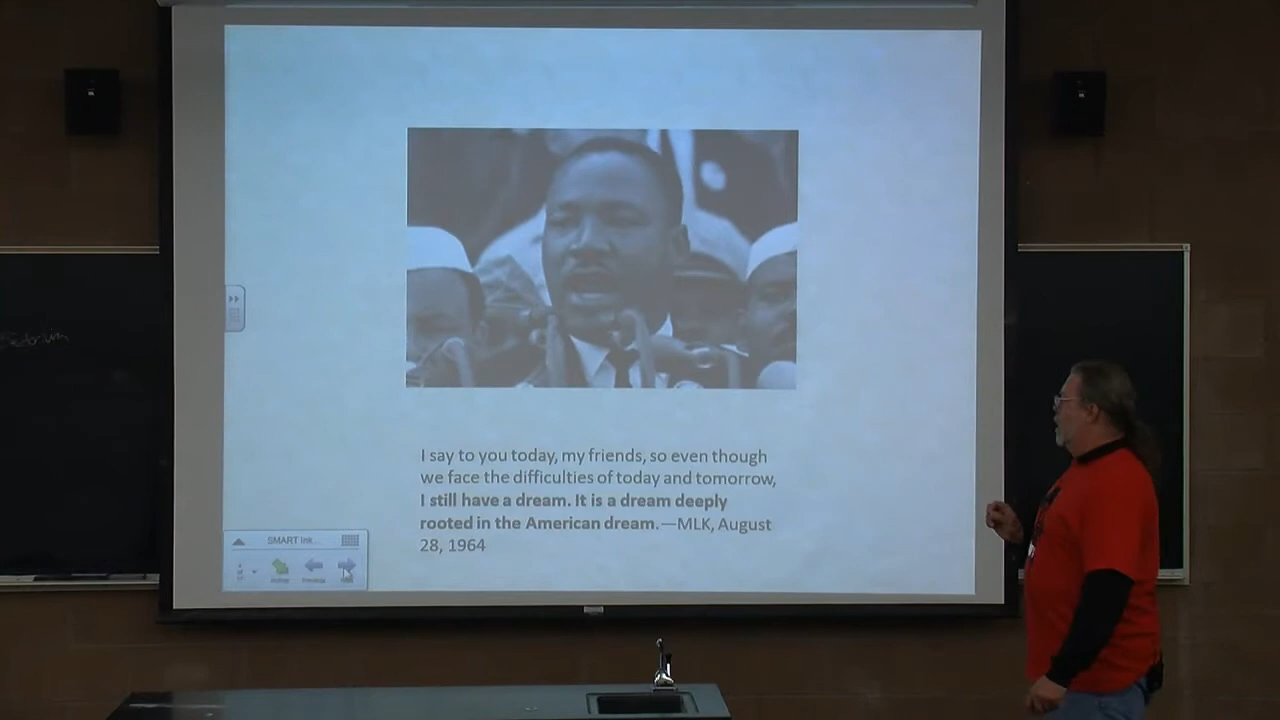 I say to you today, my friends, so even though
we face the difficulties of today and tomorrow,
I still have a dream. It is a dream deeply
rooted in the American dream.—MLK, August
28, 1964
SMART Ink...